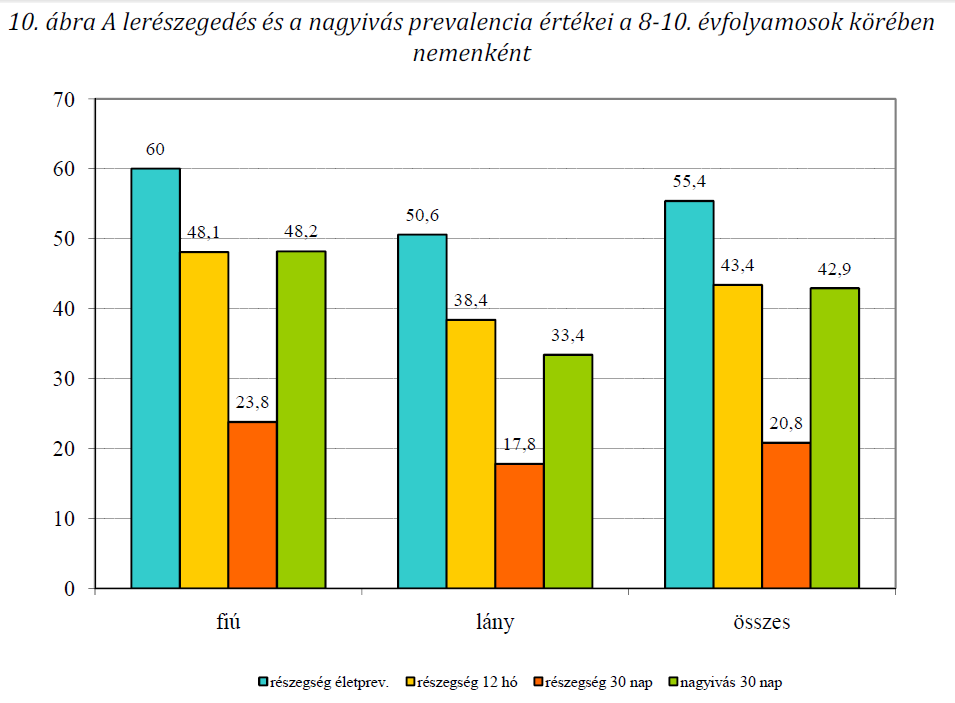 10. ábra A lerészegedés és a nagyivás prevalencia értékei a 8-10. évfolyamosok körében
nemenként
70
60
50
40
30
20
10
0
60
48,1
23,8
48,2
50,6
38,4
17,8
33,4
55,4
43,4
20,8
42,9
fiú
lány
összes
részegség életprev.
részegség 12 hó
részegség 30 nap
nagyivás 30 nap